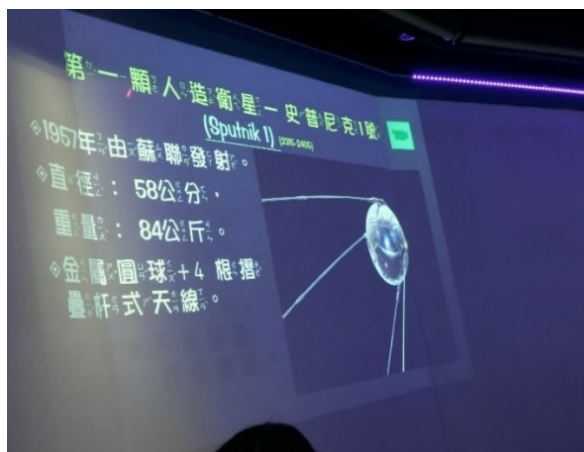 第一顆人造衛星－史普尼克1號
(Sputnik 1)
◈1957年由蘇聯發射。
◈直徑：58公分，
重量：84公斤。
◈金屬圓球+4 根摺
疊杆式天線。